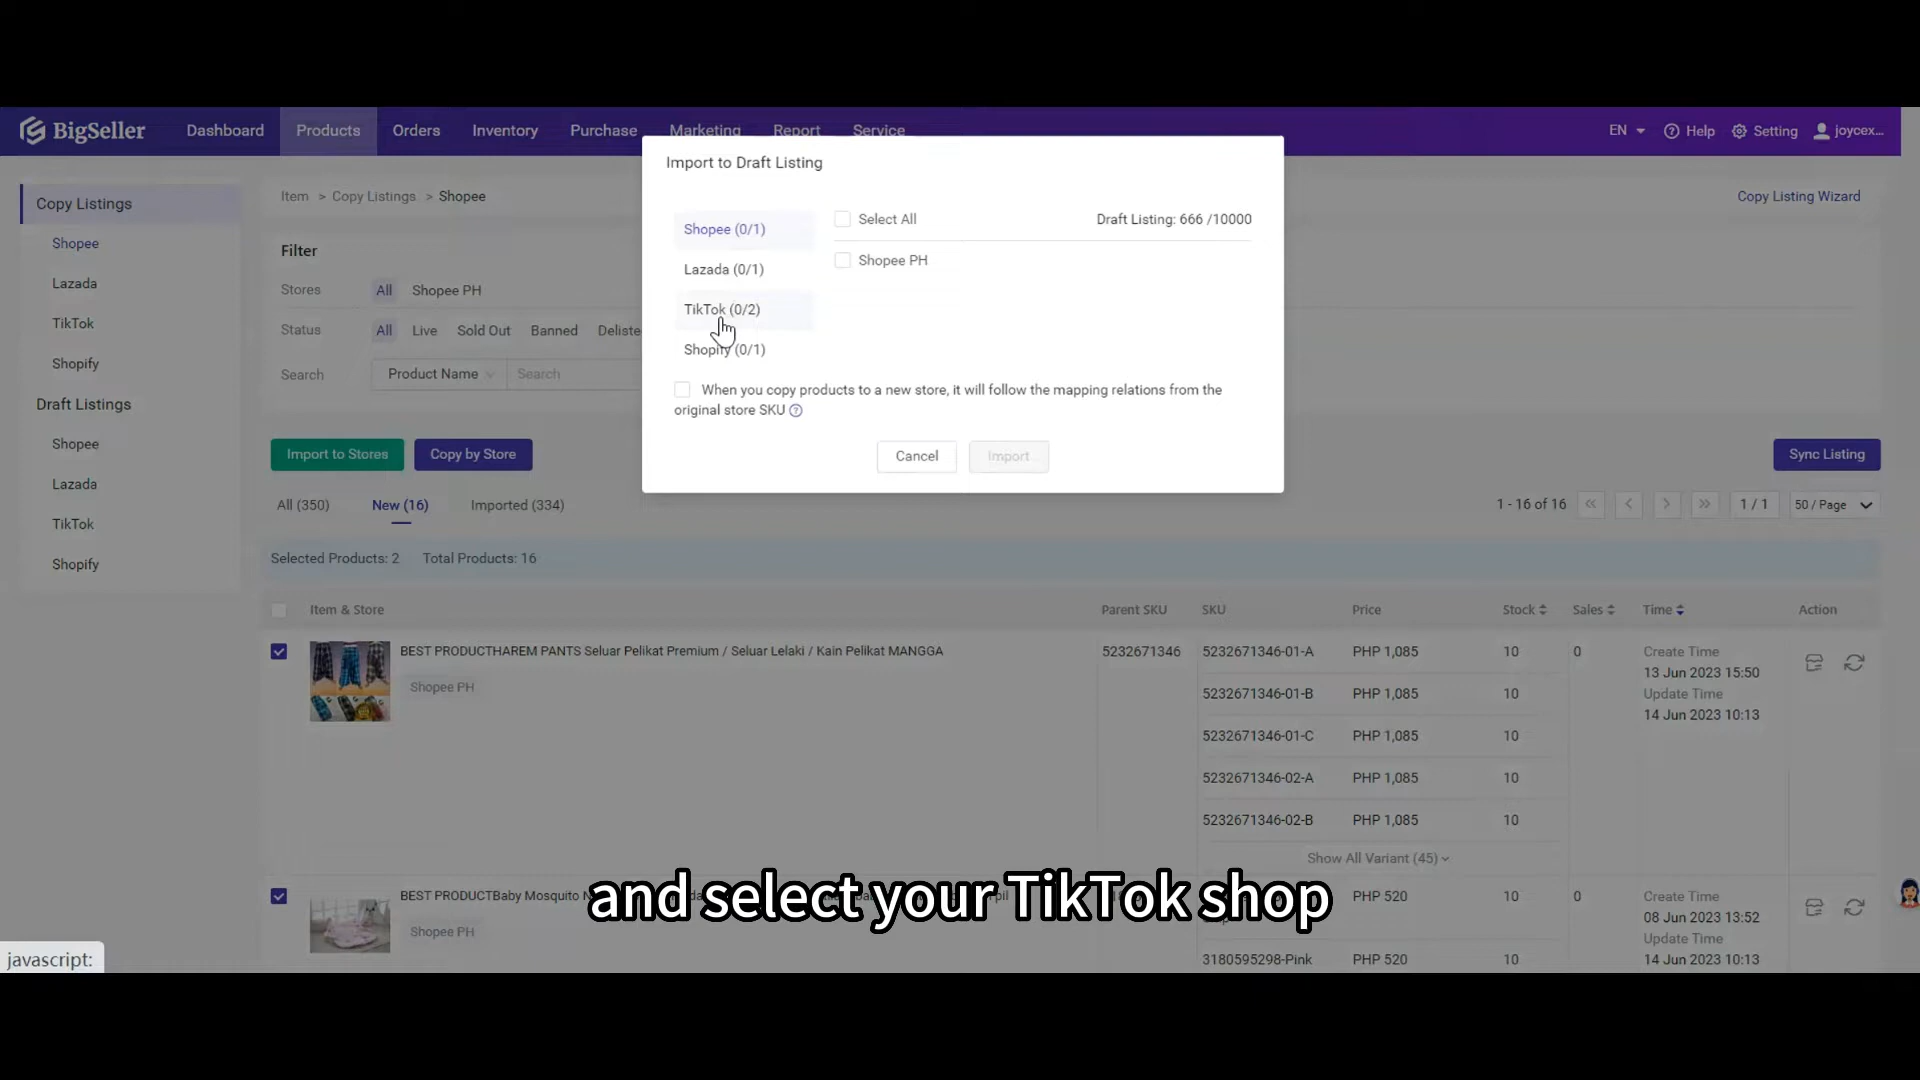 BigSeller
Dashboard Products Orders Inventory Purchase Marketing Report Service
EN Help Setting joycex...
Import to Draft Listing
Shopee (0/1)
Lazada (0/1)
TikTok (0/2)
Shopify (0/1)
Select All
Draft Listing: 666 /10000
Shopee PH
When you copy products to a new store, it will follow the mapping relations from the
original store SKU
Cancel Import
Copy Listings
Shopee
Lazada
TikTok
Shopify
Draft Listings
Shopee
Lazada
TikTok
Shopify
Item > Copy Listings > Shopee
Copy Listing Wizard
Filter
Stores All Shopee PH
Status All Live Sold Out Banned
Search Product Name Search
Import to Stores Copy by Store
Sync Listing
All (350) New (16) Imported (334)
1 - 16 of 16 1 / 1 50 / Page
Selected Products: 2 Total Products: 16
Item & Store Parent SKU SKU Price Stock Sales Time Action
BEST PRODUCTHAREM PANTS Seluar Pelikat Premium / Seluar Lelaki / Kain Pelikat MANGGA
Shopee PH
5232671346
5232671346-01-A PHP 1,085 10 0
5232671346-01-B PHP 1,085 10
5232671346-01-C PHP 1,085 10
5232671346-02-A PHP 1,085 10
5232671346-02-B PHP 1,085 10
Create Time
13 Jun 2023 15:50
Update Time
14 Jun 2023 10:13
Show All Variant (45)
BEST PRODUCTBaby Mosquito
Shopee PH
PHP 520 10 0
3180595298-Pink PHP 520 10
Create Time
08 Jun 2023 13:52
Update Time
14 Jun 2023 10:13
and select your TikTok shop
javascript: